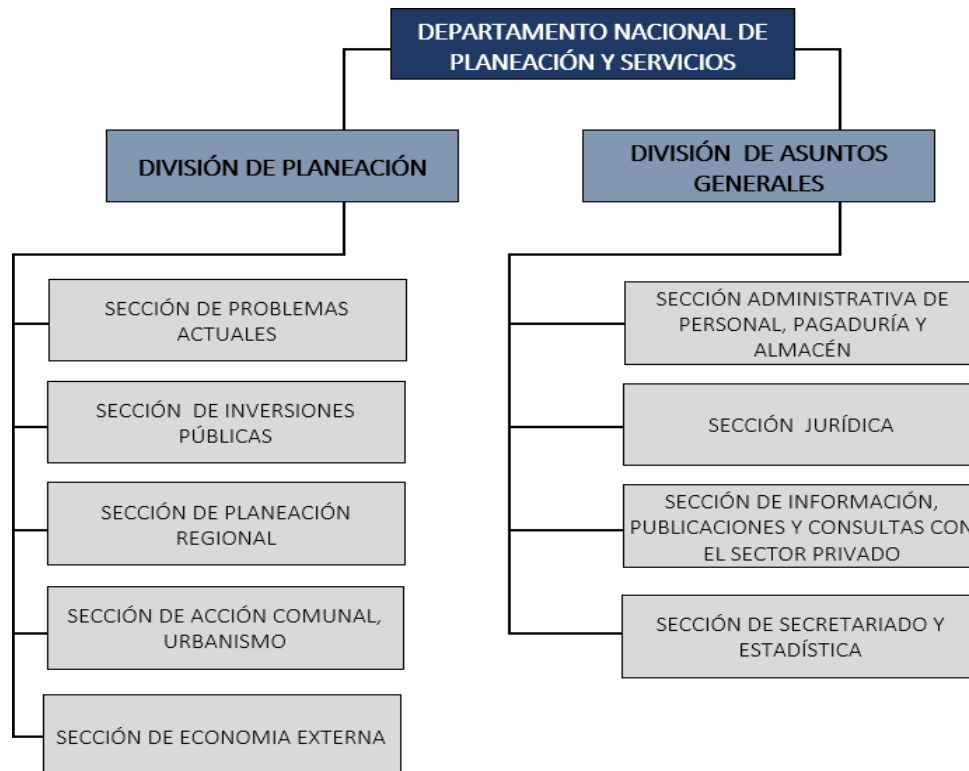 DEPARTAMENTO NACIONAL DE
PLANEACIÓN Y SERVICIOS
DIVISIÓN DE PLANEACIÓN
DIVISIÓN DE ASUNTOS
GENERALES
SECCIÓN DE PROBLEMAS
ACTUALES
SECCIÓN DE INVERSIONES
PÚBLICAS
SECCIÓN DE PLANEACIÓN
REGIONAL
SECCIÓN DE ACCIÓN COMUNAL,
URBANISMO
SECCIÓN DE ECONOMIA EXTERNA
SECCIÓN ADMINISTRATIVA DE
PERSONAL, PAGADURÍA Y
ALMACÉN
SECCIÓN JURÍDICA
SECCIÓN DE INFORMACIÓN,
PUBLICACIONES Y CONSULTAS CON
EL SECTOR PRIVADO
SECCIÓN DE SECRETARIADO Y
ESTADÍSTICA